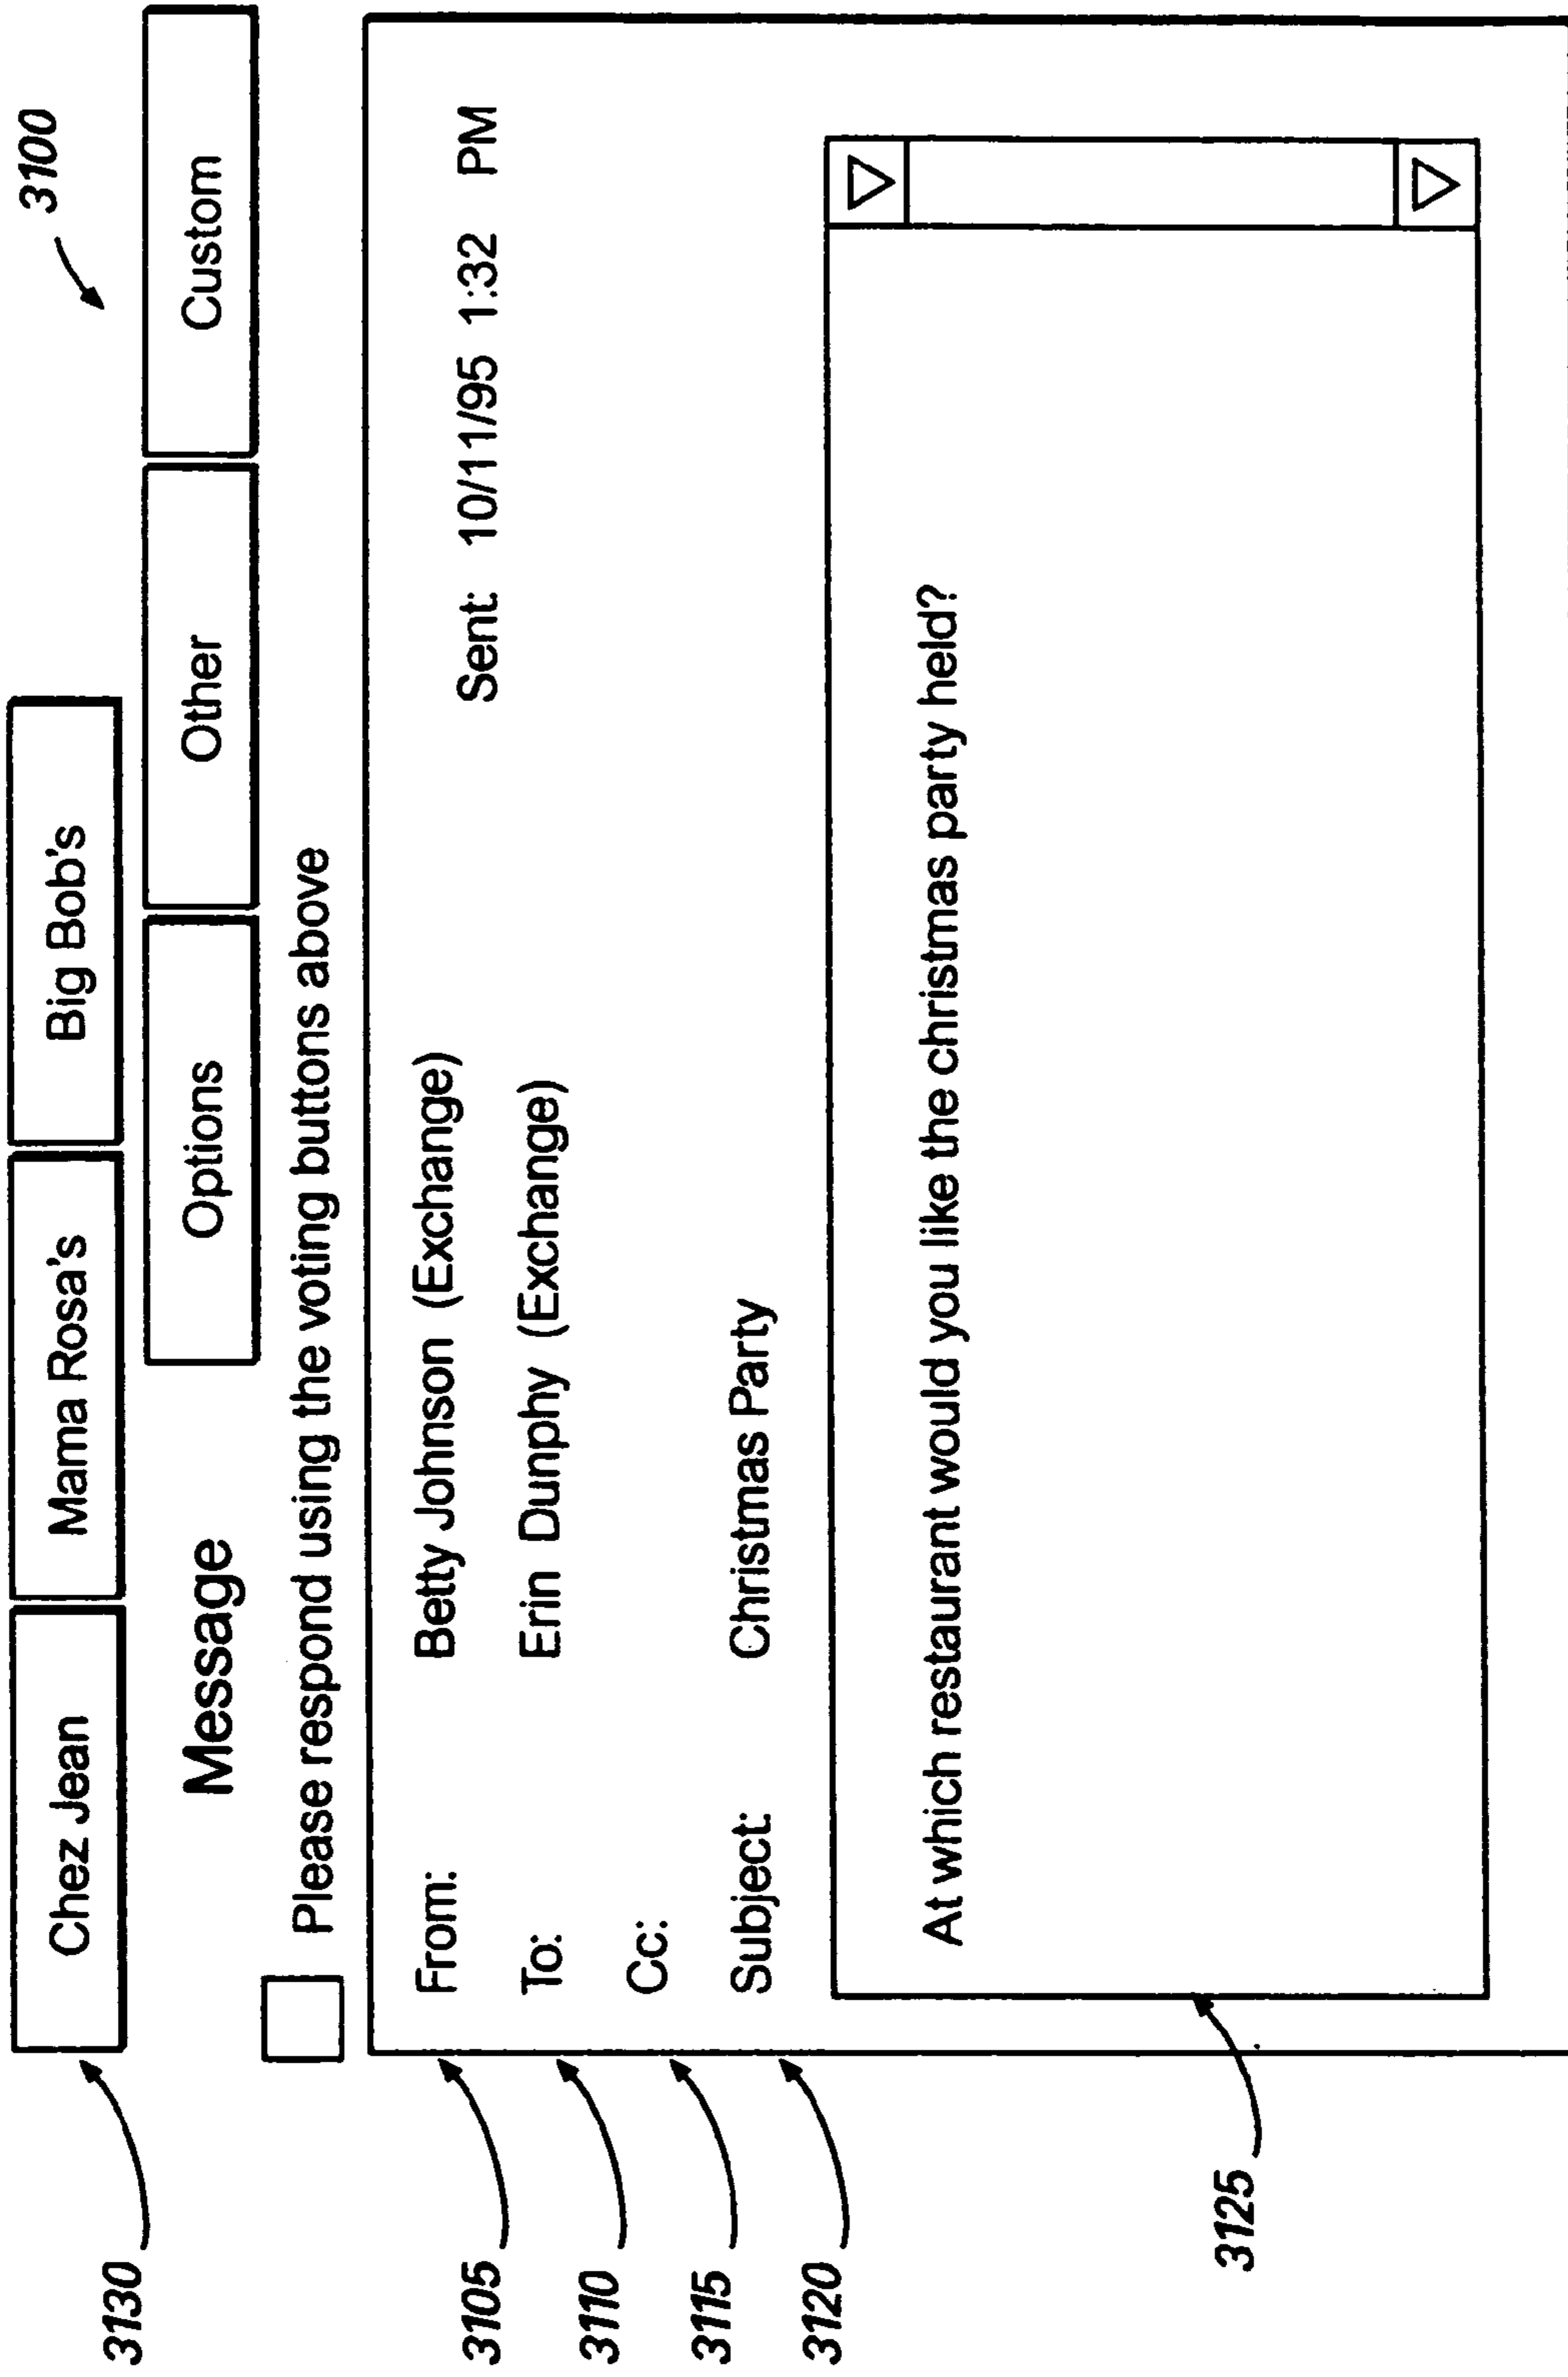 3100
3130 Chez Jean Mama Rosa's Big Bob's
Message Options Other Custom
Please respond using the voting buttons above
3105 From: Betty Johnson (Exchange) Sent: 10/11/95 1:32 PM
3110 To: Erin Dunphy (Exchange)
3115 Cc:
3120 Subject: Christmas Party
At which restaurant would you like the christmas party held?
3125